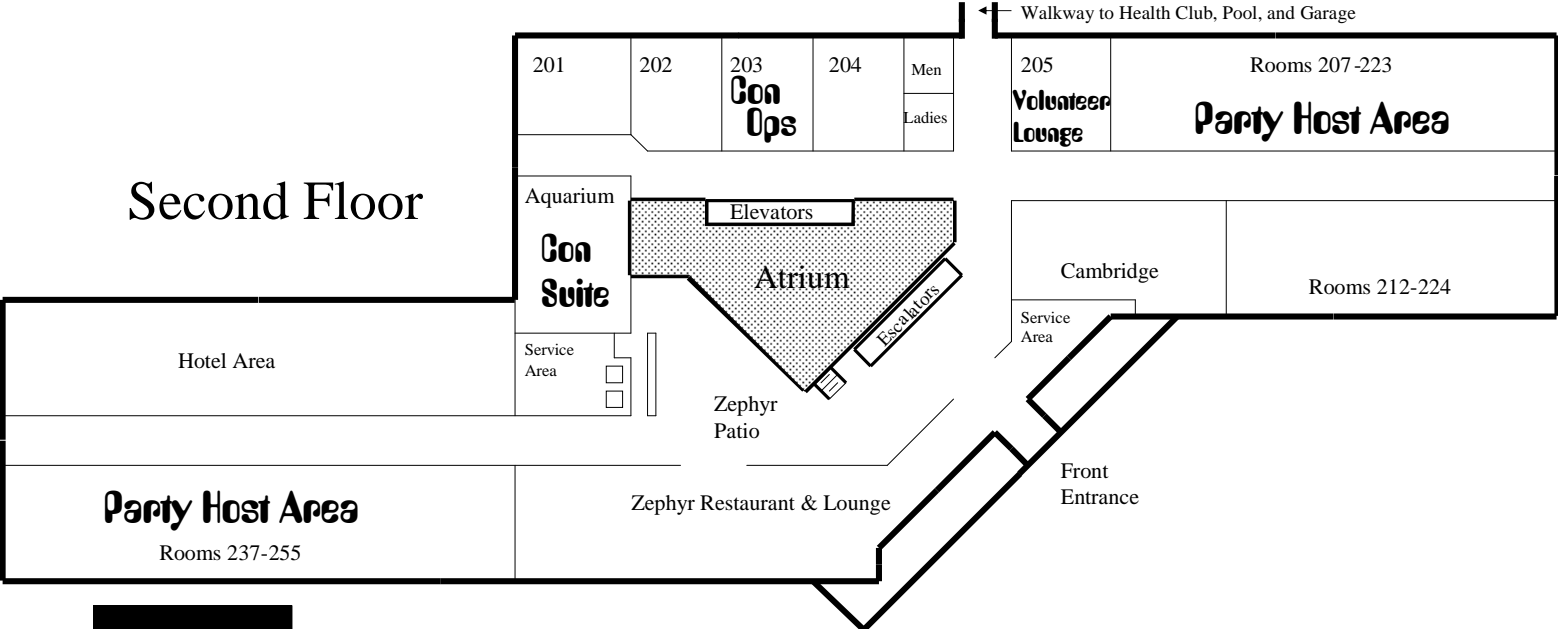 Walkway to Health Club, Pool, and Garage
201
202
203
204
Men
Ladies
205
Rooms 207-223
Con
Ops
Volunteer
Lounge
Party Host Area
Second Floor
Aquarium
Con
Suite
Elevators
Atrium
Escalators
Cambridge
Rooms 212-224
Service
Area
Hotel Area
Service
Area
Zephyr
Patio
Front
Entrance
Party Host Area
Rooms 237-255
Zephyr Restaurant & Lounge